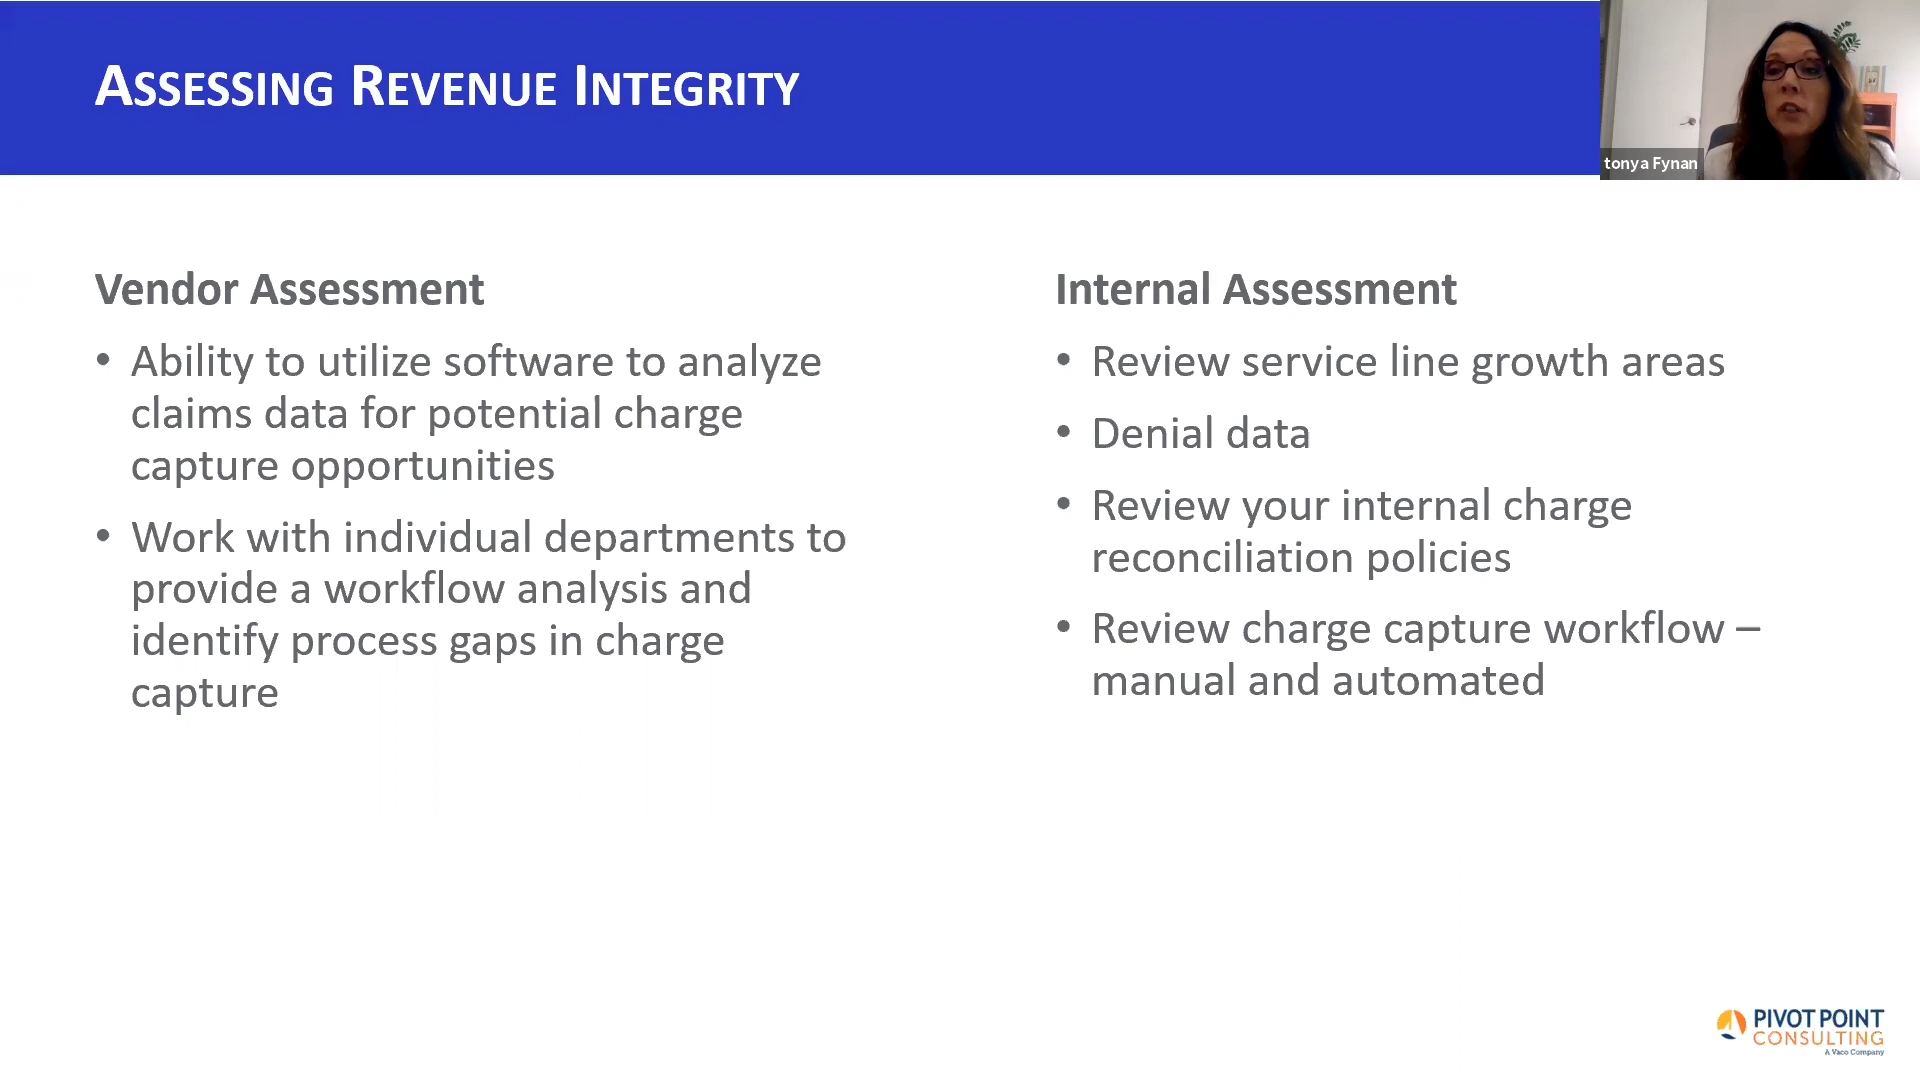 ASSESSING REVENUE INTEGRITY
tonya Fynan
Vendor Assessment
• Ability to utilize software to analyze
claims data for potential charge
capture opportunities
• Work with individual departments to
provide a workflow analysis and
identify process gaps in charge
capture
Internal Assessment
• Review service line growth areas
• Denial data
• Review your internal charge
reconciliation policies
• Review charge capture workflow –
manual and automated
PIVOT POINT
CONSULTING
A Vaco Company